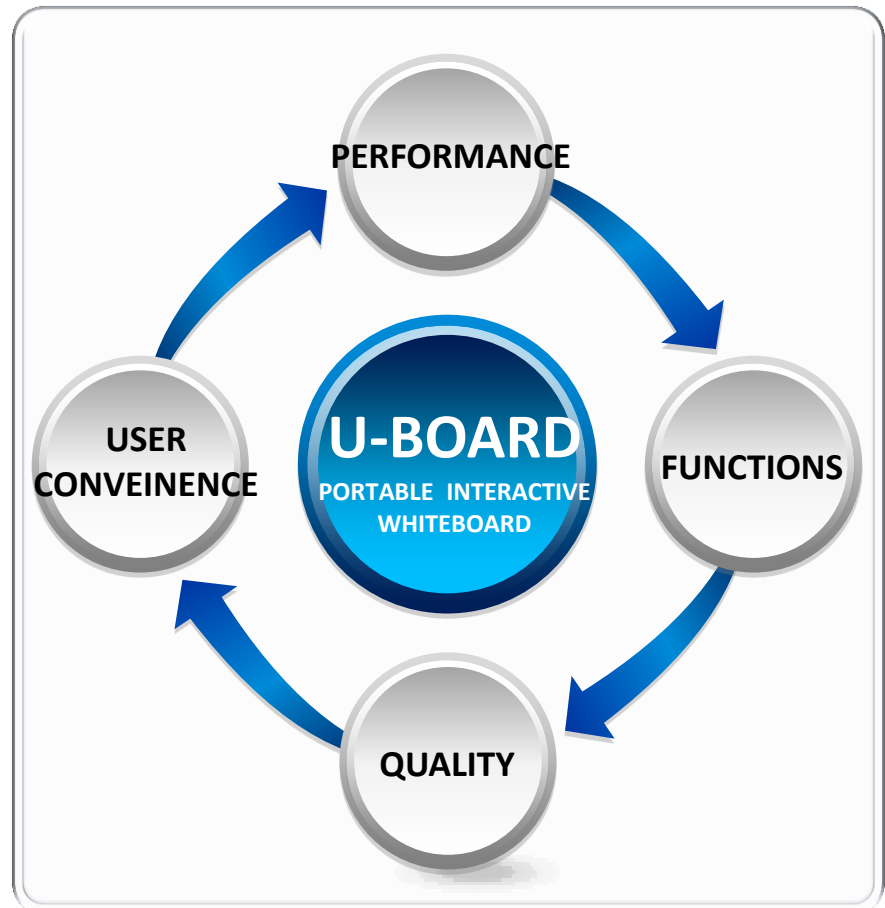 PERFORMANCE
USER
CONVEINENCE
U-BOARD
PORTABLE INTERACTIVE
WHITEBOARD
FUNCTIONS
QUALITY